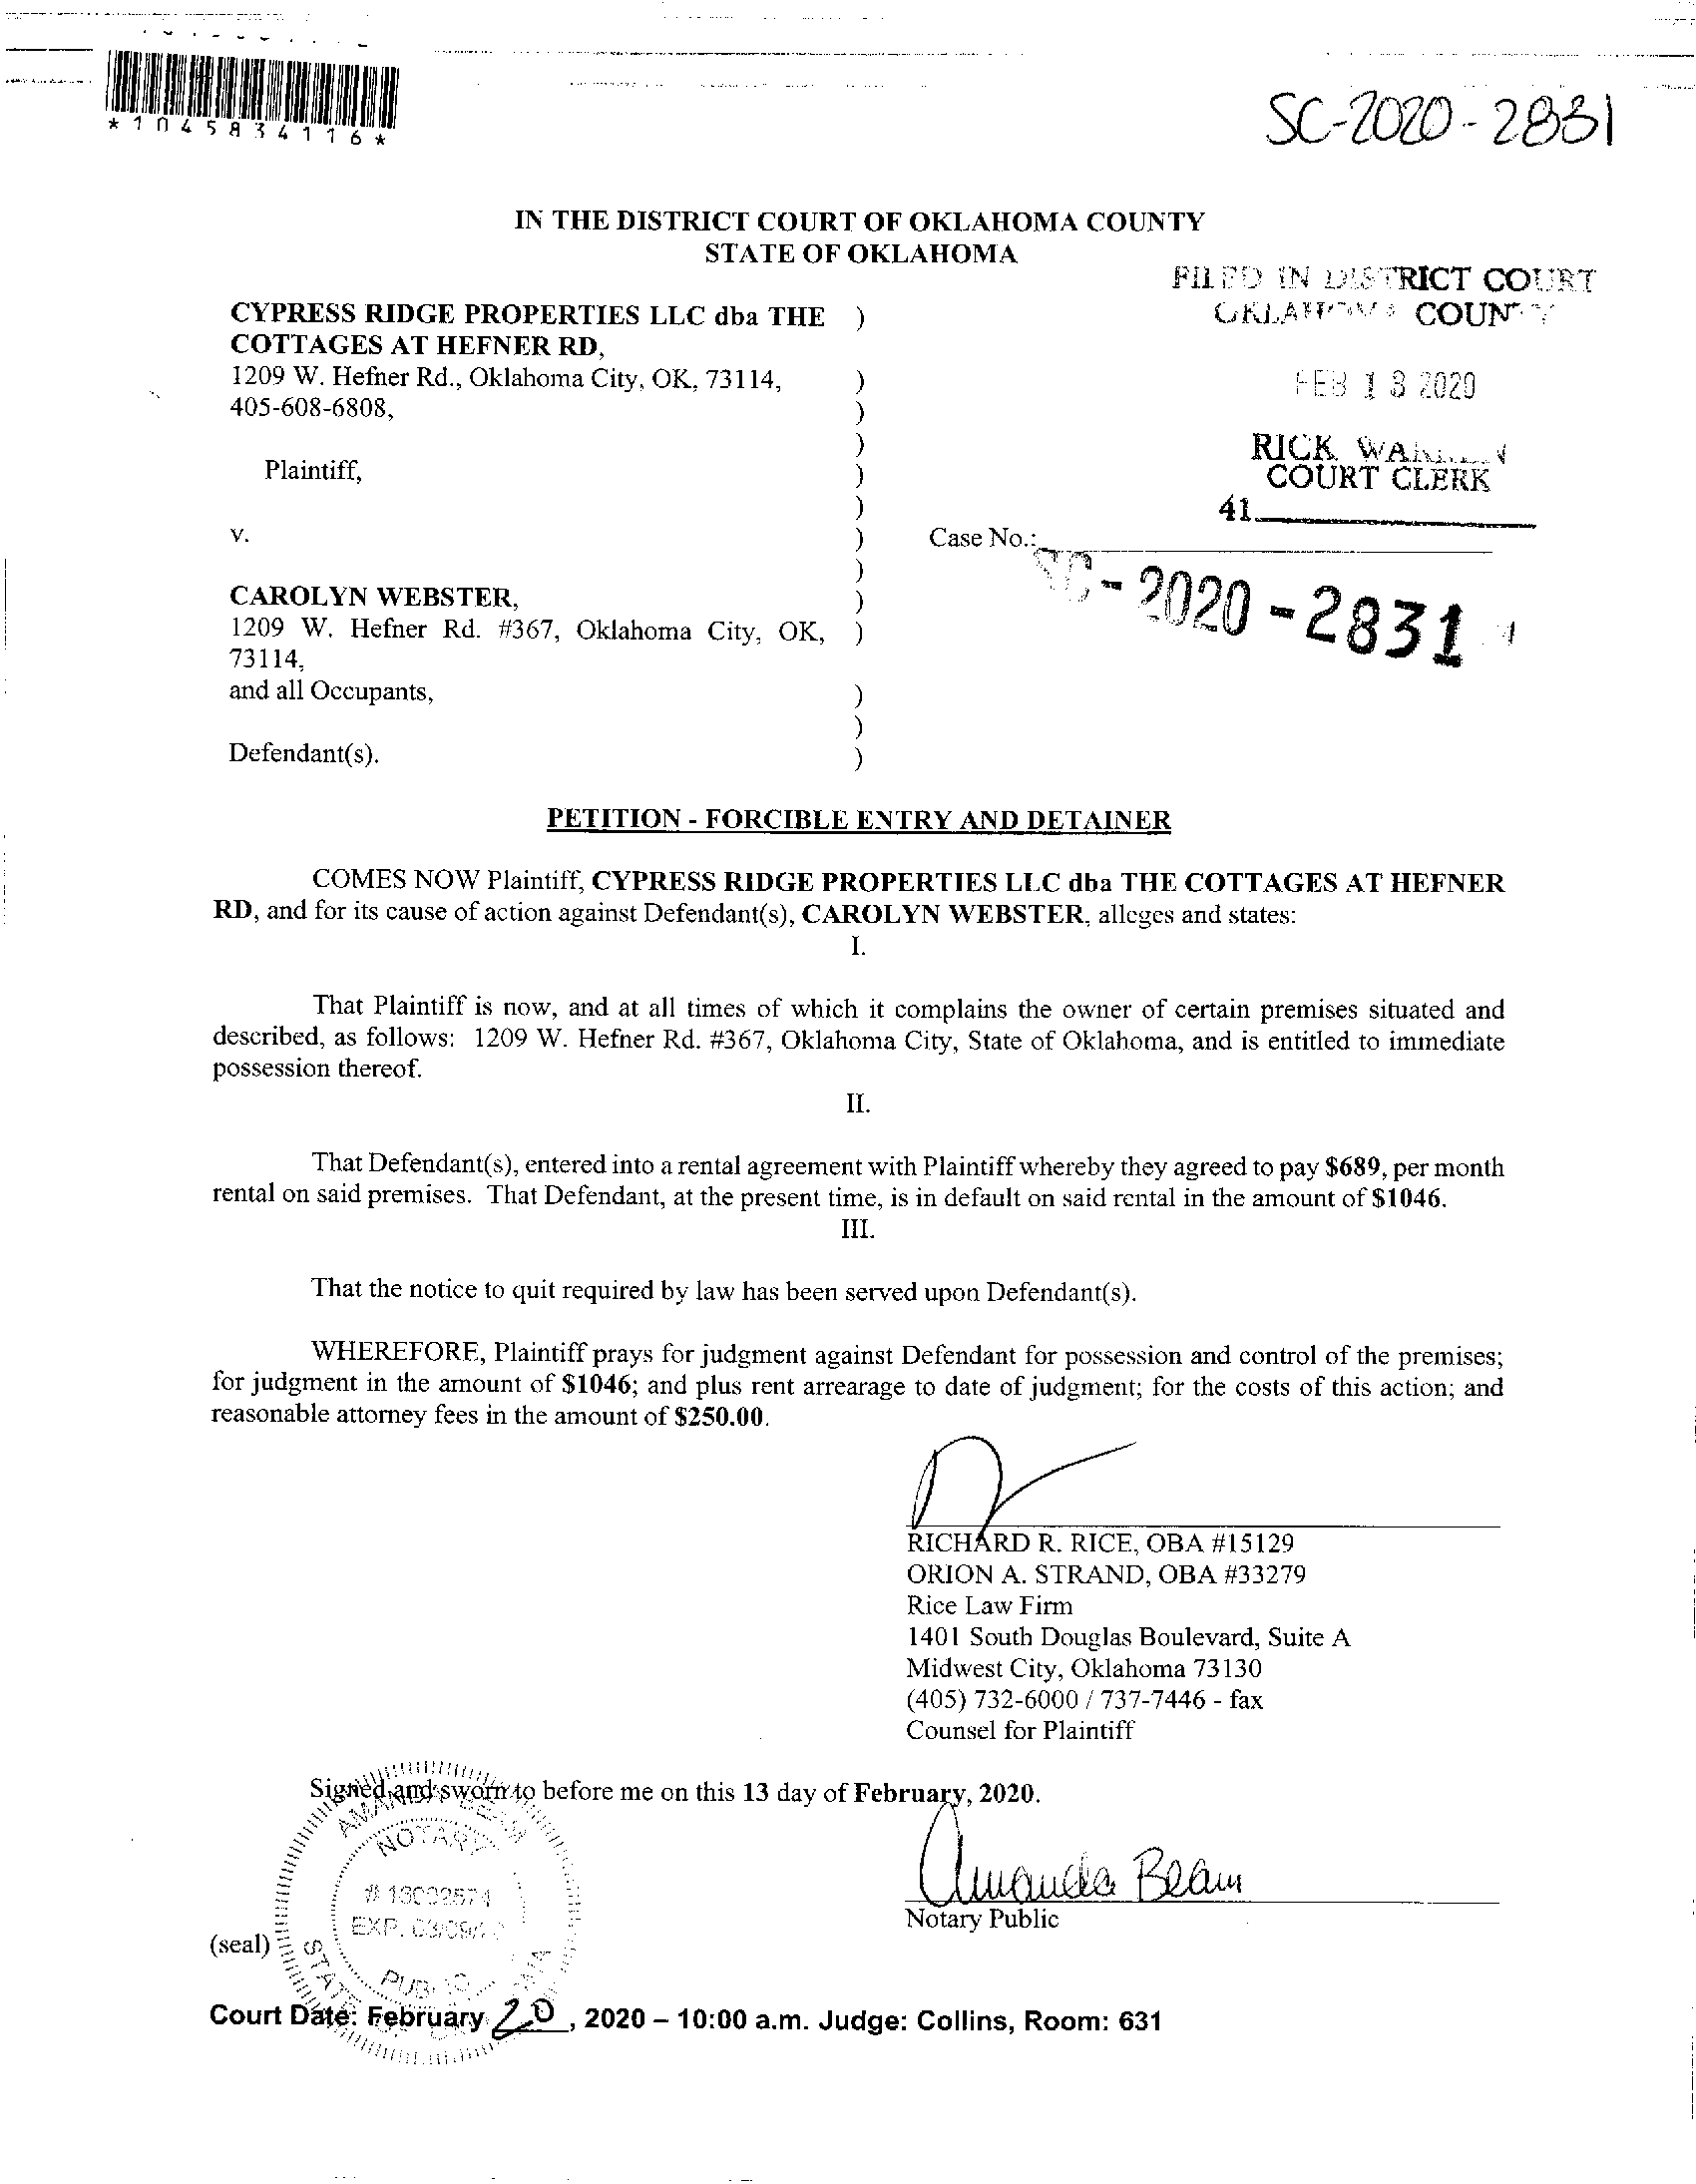 *1045834116*
SC-2020-2831
IN THE DISTRICT COURT OF OKLAHOMA COUNTY
STATE OF OKLAHOMA
FILED IN DISTRICT COURT
OKLAHOMA COUNTY
CYPRESS RIDGE PROPERTIES LLC dba THE )
COTTAGES AT HEFNER RD,
1209 W. Hefner Rd., Oklahoma City, OK, 73114, )
405-608-6808, )
FEB 13 2020
)
RICK WARREN
COURT CLERK
Plaintiff, )
)
41
v. )
Case No.:
SC-2020-2831
)
CAROLYN WEBSTER, )
1209 W. Hefner Rd. #367, Oklahoma City, OK, )
73114,
and all Occupants, )
)
Defendant(s). )
PETITION - FORCIBLE ENTRY AND DETAINER
COMES NOW Plaintiff, CYPRESS RIDGE PROPERTIES LLC dba THE COTTAGES AT HEFNER
RD, and for its cause of action against Defendant(s), CAROLYN WEBSTER, alleges and states:
I.
That Plaintiff is now, and at all times of which it complains the owner of certain premises situated and
described, as follows: 1209 W. Hefner Rd. #367, Oklahoma City, State of Oklahoma, and is entitled to immediate
possession thereof.
II.
That Defendant(s), entered into a rental agreement with Plaintiff whereby they agreed to pay $689, per month
rental on said premises. That Defendant, at the present time, is in default on said rental in the amount of $1046.
III.
That the notice to quit required by law has been served upon Defendant(s).
WHEREFORE, Plaintiff prays for judgment against Defendant for possession and control of the premises;
for judgment in the amount of $1046; and plus rent arrearage to date of judgment; for the costs of this action; and
reasonable attorney fees in the amount of $250.00.
RICHARD R. RICE, OBA #15129
ORION A. STRAND, OBA #33279
Rice Law Firm
1401 South Douglas Boulevard, Suite A
Midwest City, Oklahoma 73130
(405) 732-6000 / 737-7446 - fax
Counsel for Plaintiff
Signed and sworn to before me on this 13 day of February, 2020.
AMANDA BEAM
NOTARY
EXP.
PUBLIC
STATE
Amanda Beam
Notary Public
(seal)
Court Date: February 20, 2020 – 10:00 a.m. Judge: Collins, Room: 631